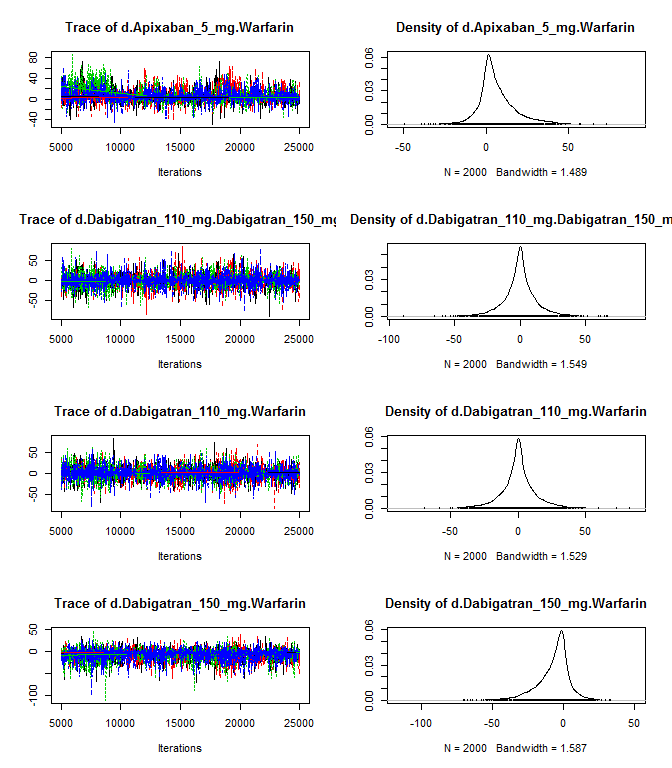 Trace of d.Apixaban_5_mg.Warfarin
80
40
0
-40
5000 10000 15000 20000 25000
Iterations
Density of d.Apixaban_5_mg.Warfarin
0.06
0.03
0.00
-50 0 50
N = 2000 Bandwidth = 1.489
Trace of d.Dabigatran_110_mg.Dabigatran_150_mg
50
0
-50
5000 10000 15000 20000 25000
Iterations
Density of d.Dabigatran_110_mg.Dabigatran_150_m
0.03
0.00
-100 -50 0 50
N = 2000 Bandwidth = 1.549
Trace of d.Dabigatran_110_mg.Warfarin
50
0
-50
5000 10000 15000 20000 25000
Iterations
Density of d.Dabigatran_110_mg.Warfarin
0.06
0.03
0.00
-50 0 50
N = 2000 Bandwidth = 1.529
Trace of d.Dabigatran_150_mg.Warfarin
50
0
-100
5000 10000 15000 20000 25000
Iterations
Density of d.Dabigatran_150_mg.Warfarin
0.06
0.03
0.00
-100 -50 0 50
N = 2000 Bandwidth = 1.587